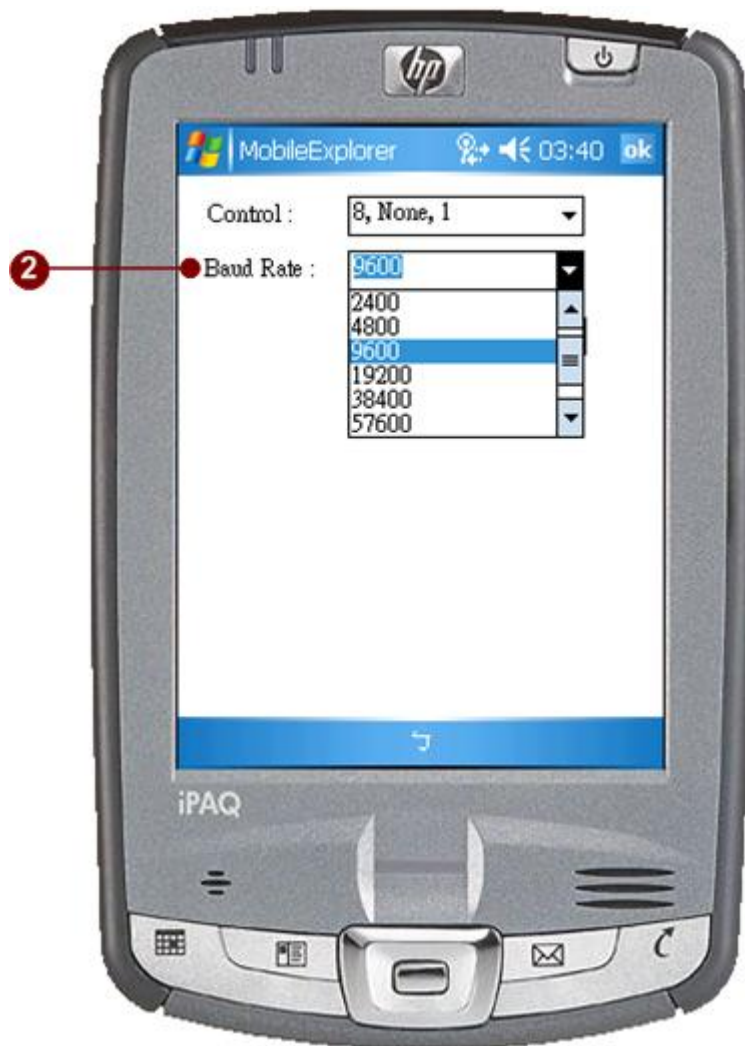 hp
MobileExplorer 03:40 ok
Control : 8, None, 1
2 Baud Rate : 9600
2400
4800
9600
19200
38400
57600
iPAQ